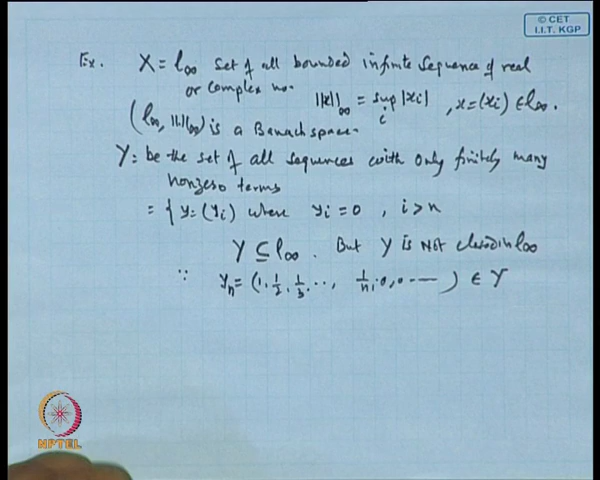 © CET
I.I.T. KGP
Ex. X = l∞ set of all bounded infinite sequence of real
or complex no.
||x||∞ = sup |xi| , x = (xi) ∈ l∞.
i
(l∞, ||.||∞) is a Banach space.
Y = be the set of all sequences with only finitely many
nonzero terms
= { y = (yi) where yi = 0 , i > n
Y ⊆ l∞ . But Y is Not closed in l∞
∵ yn = (1, 1/2, 1/3, ..., 1/n, 0, 0, ... ) ∈ Y
NPTEL